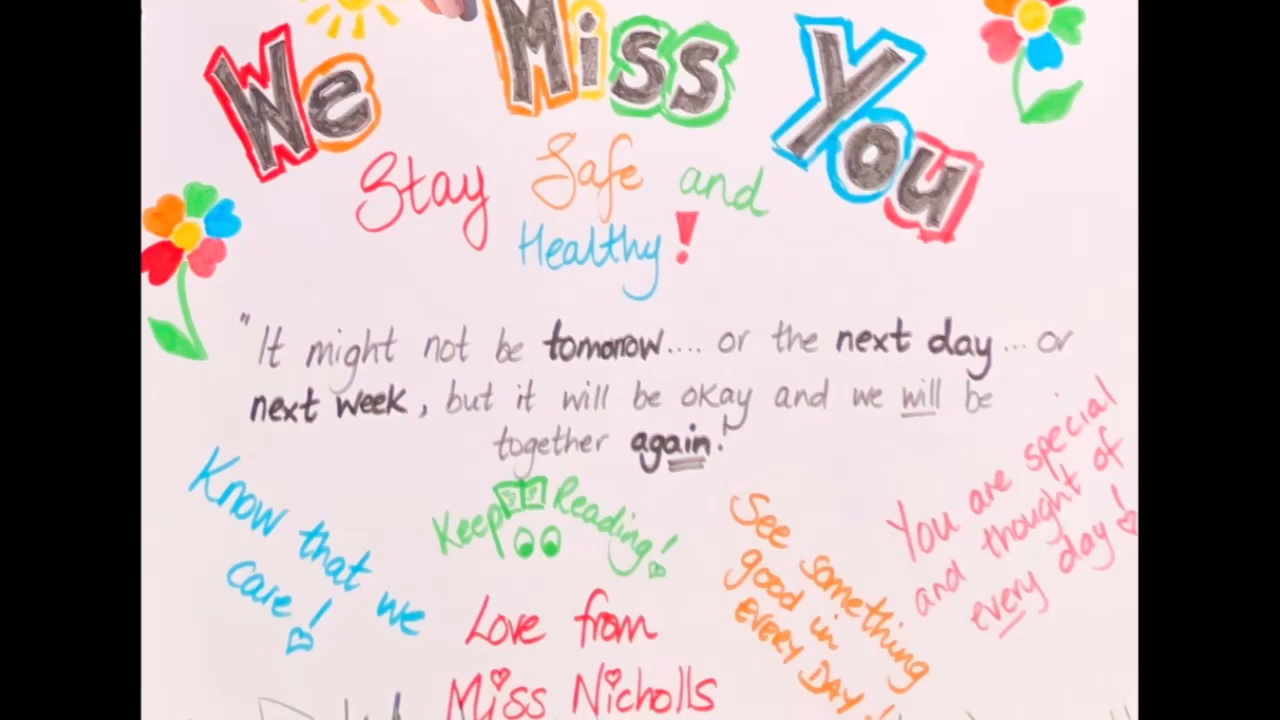 We Miss You
Stay Safe and
Healthy!
"It might not be tomorrow.... or the next day... or
next week, but it will be okay and we will be
together again."
Know that we
care!
Keep Reading!
See something
good in
EVERY DAY!
You are special
and thought of
every day!
Love from
Miss Nicholls